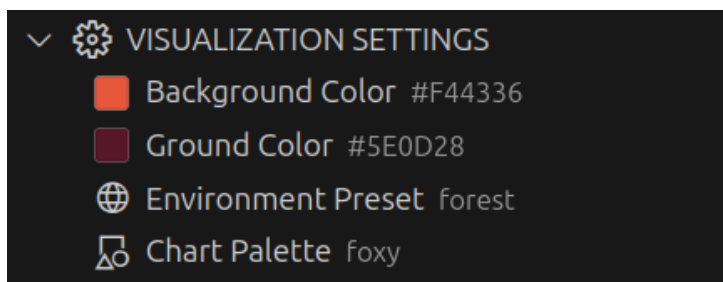 VISUALIZATION SETTINGS
Background Color #F44336
Ground Color #5E0D28
Environment Preset forest
Chart Palette foxy